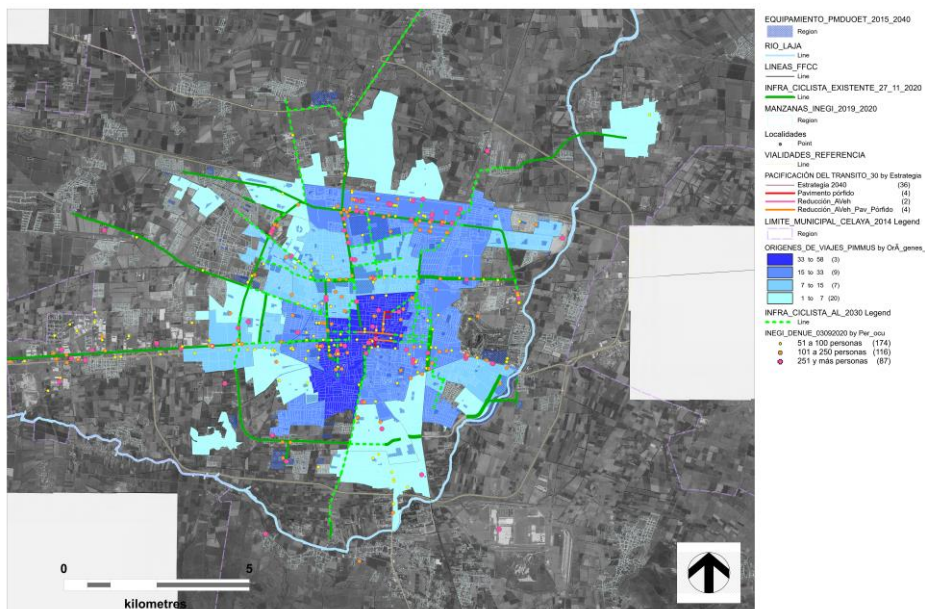 EQUIPAMIENTO_PMDUOET_2015_2040
Region
RIO_LAJA
Line
LINEAS_FFCC
Line
INFRA_CICLISTA_EXISTENTE_27_11_2020
Line
MANZANAS_INEGI_2019_2020
Region
Localidades
Point
VIALIDADES_REFERENCIA
Line
PACIFICACIÓN DEL TRANSITO_30 by Estrategia
Estrategia 2040 (36)
Pavimento pórfido (4)
Reducción_AVeh (2)
Reducción_AVeh_Pav_Pórfido (4)
LIMITE_MUNICIPAL_CELAYA_2014 Legend
Region
ORIGENES_DE_VIAJES_PIMMUS by OrÃ_genes_
33 to 58 (3)
15 to 33 (9)
7 to 15 (7)
1 to 7 (20)
INFRA_CICLISTA_AL_2030 Legend
Line
INEGI_DENUE_03092020 by Per_ocu
51 a 100 personas (174)
101 a 250 personas (116)
251 y más personas (87)
0 5
kilometres